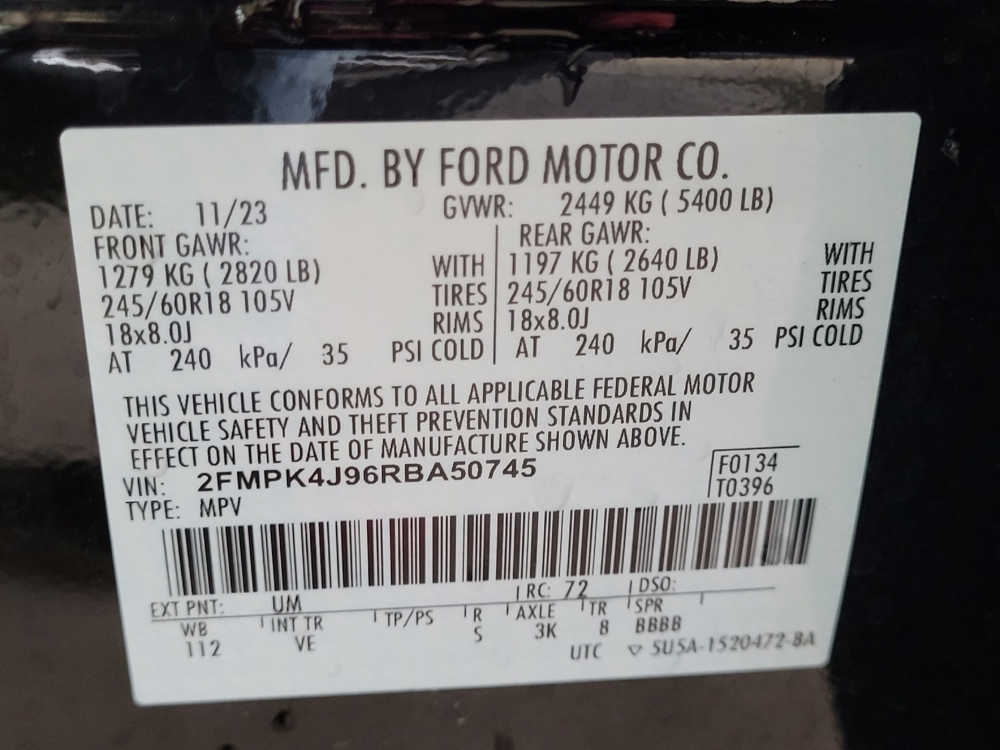 MFD. BY FORD MOTOR CO.
DATE: 11/23 GVWR: 2449 KG ( 5400 LB)
FRONT GAWR: REAR GAWR:
1279 KG ( 2820 LB) WITH 1197 KG ( 2640 LB) WITH
245/60R18 105V TIRES 245/60R18 105V TIRES
18x8.0J RIMS 18x8.0J RIMS
AT 240 kPa/ 35 PSI COLD AT 240 kPa/ 35 PSI COLD
THIS VEHICLE CONFORMS TO ALL APPLICABLE FEDERAL MOTOR
VEHICLE SAFETY AND THEFT PREVENTION STANDARDS IN
EFFECT ON THE DATE OF MANUFACTURE SHOWN ABOVE.
VIN: 2FMPK4J96RBA50745 F0134
TYPE: MPV T0396
EXT PNT: UM RC: 72 DSO:
WB INT TR TP/PS R AXLE TR SPR
112 VE S 3K 8 BBBB
UTC ▽ 5U5A-1520472-BA